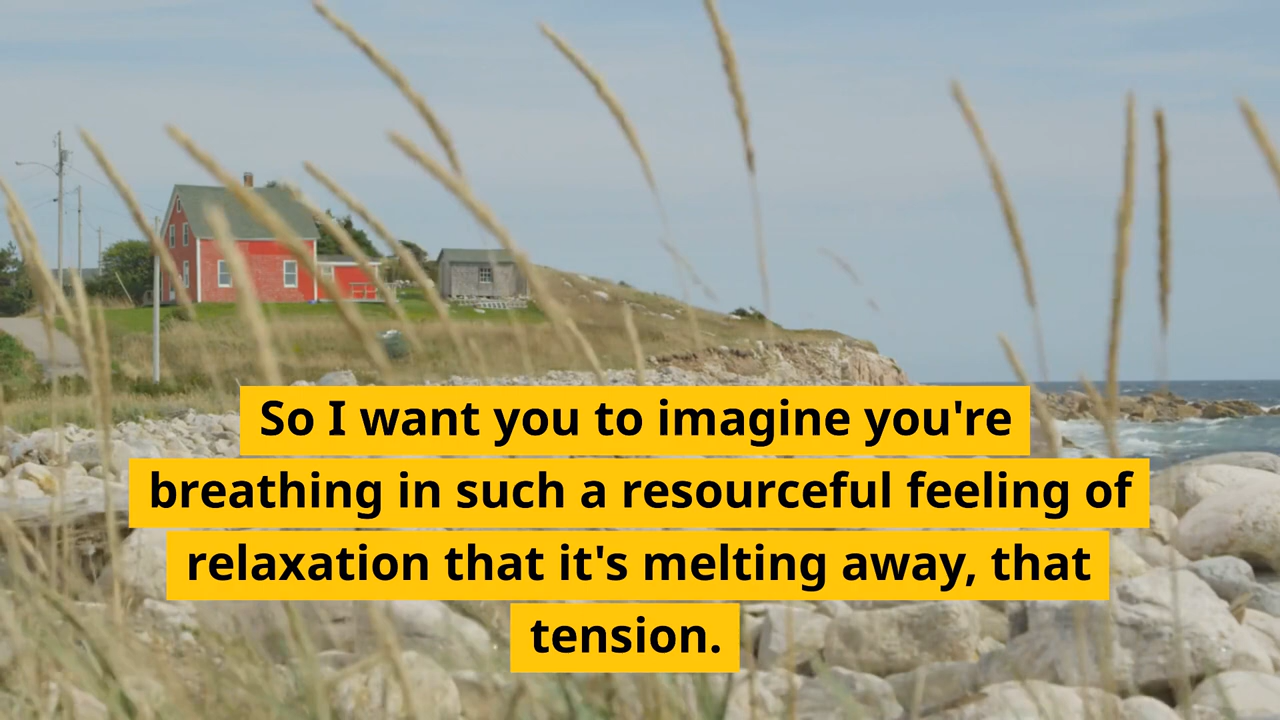 So I want you to imagine you're
breathing in such a resourceful feeling of
relaxation that it's melting away, that
tension.